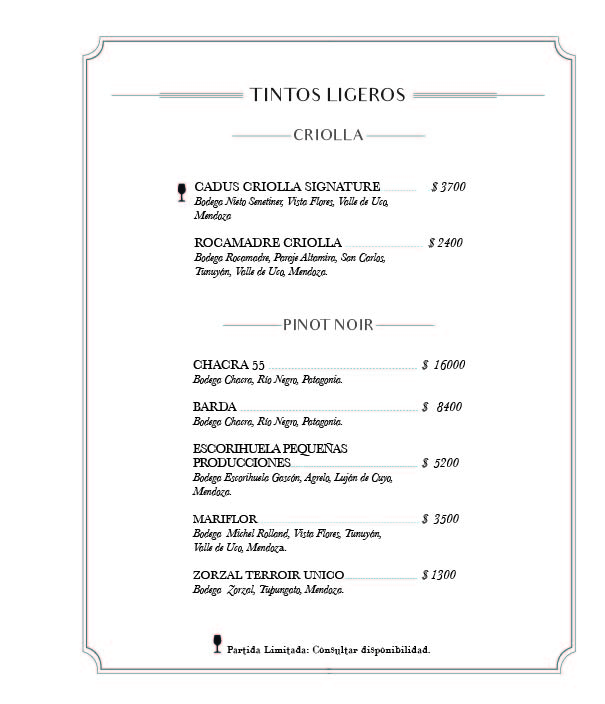 TINTOS LIGEROS
CRIOLLA
CADUS CRIOLLA SIGNATURE $ 3700
Bodega Nieto Senetiner, Vista Flores, Valle de Uco,
Mendoza
ROCAMADRE CRIOLLA $ 2400
Bodega Rocamadre, Paraje Altamira, San Carlos,
Tunuyán, Valle de Uco, Mendoza.
PINOT NOIR
CHACRA 55 $ 16000
Bodega Chacra, Río Negro, Patagonia.
BARDA $ 8400
Bodega Chacra, Río Negro, Patagonia.
ESCORIHUELA PEQUEÑAS
PRODUCCIONES $ 5200
Bodega Escorihuela Gascón, Agrelo, Luján de Cuyo,
Mendoza.
MARIFLOR $ 3500
Bodega Michel Rolland, Vista Flores, Tunuyán,
Valle de Uco, Mendoza.
ZORZAL TERROIR UNICO $ 1300
Bodega Zorzal, Tupungato, Mendoza.
Partida Limitada: Consultar disponibilidad.